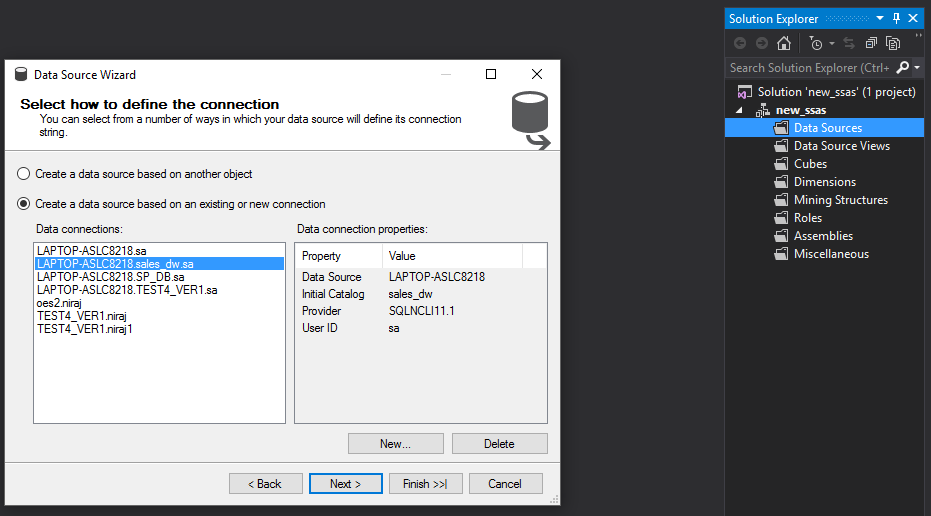 Data Source Wizard
Select how to define the connection
You can select from a number of ways in which your data source will define its connection
string.
Create a data source based on another object
Create a data source based on an existing or new connection
Data connections:
LAPTOP-ASLC8218.sa
LAPTOP-ASLC8218.sales_dw.sa
LAPTOP-ASLC8218.SP_DB.sa
LAPTOP-ASLC8218.TEST4_VER1.sa
oes2.niraj
TEST4_VER1.niraj
TEST4_VER1.niraj1
Data connection properties:
Property Value
Data Source LAPTOP-ASLC8218
Initial Catalog sales_dw
Provider SQLNCLI11.1
User ID sa
New... Delete
< Back Next > Finish >>| Cancel
Solution Explorer
Search Solution Explorer (Ctrl+
Solution 'new_ssas' (1 project)
new_ssas
Data Sources
Data Source Views
Cubes
Dimensions
Mining Structures
Roles
Assemblies
Miscellaneous